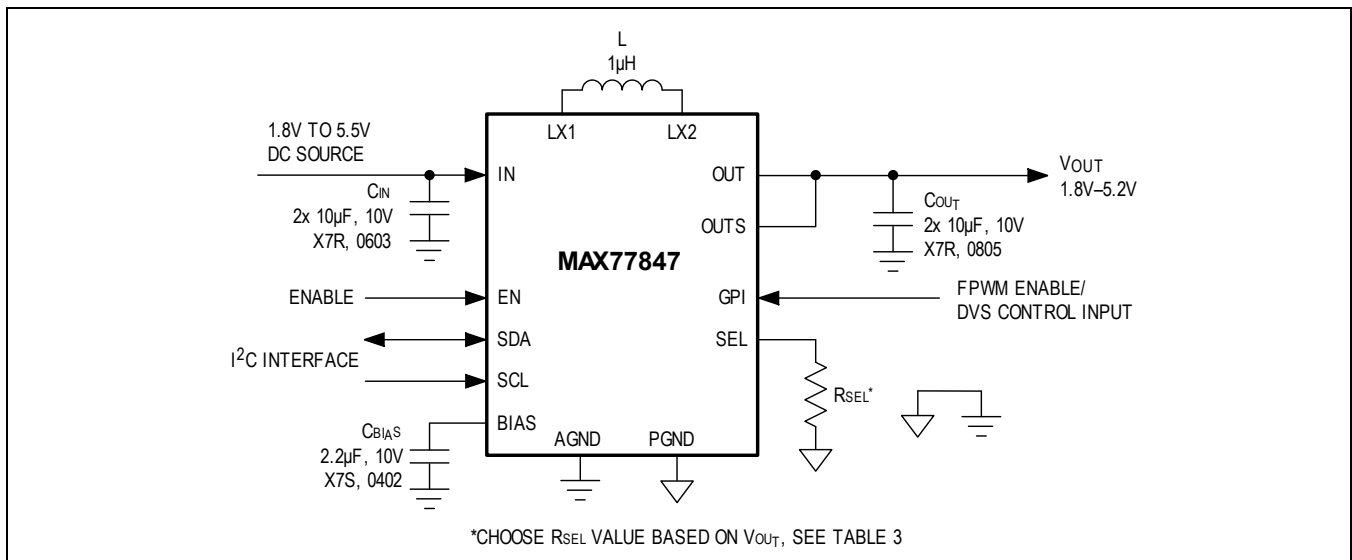 L
1µH
LX1
LX2
1.8V TO 5.5V
DC SOURCE
IN
OUT
VOUT
1.8V–5.2V
CIN
2x 10µF, 10V
X7R, 0603
OUTS
COUT
2x 10µF, 10V
X7R, 0805
MAX77847
ENABLE
EN
GPI
FPWM ENABLE/
DVS CONTROL INPUT
SDA
SEL
I²C INTERFACE
SCL
RSEL*
BIAS
CBIAS
2.2µF, 10V
X7S, 0402
AGND
PGND
*CHOOSE RSEL VALUE BASED ON VOUT, SEE TABLE 3